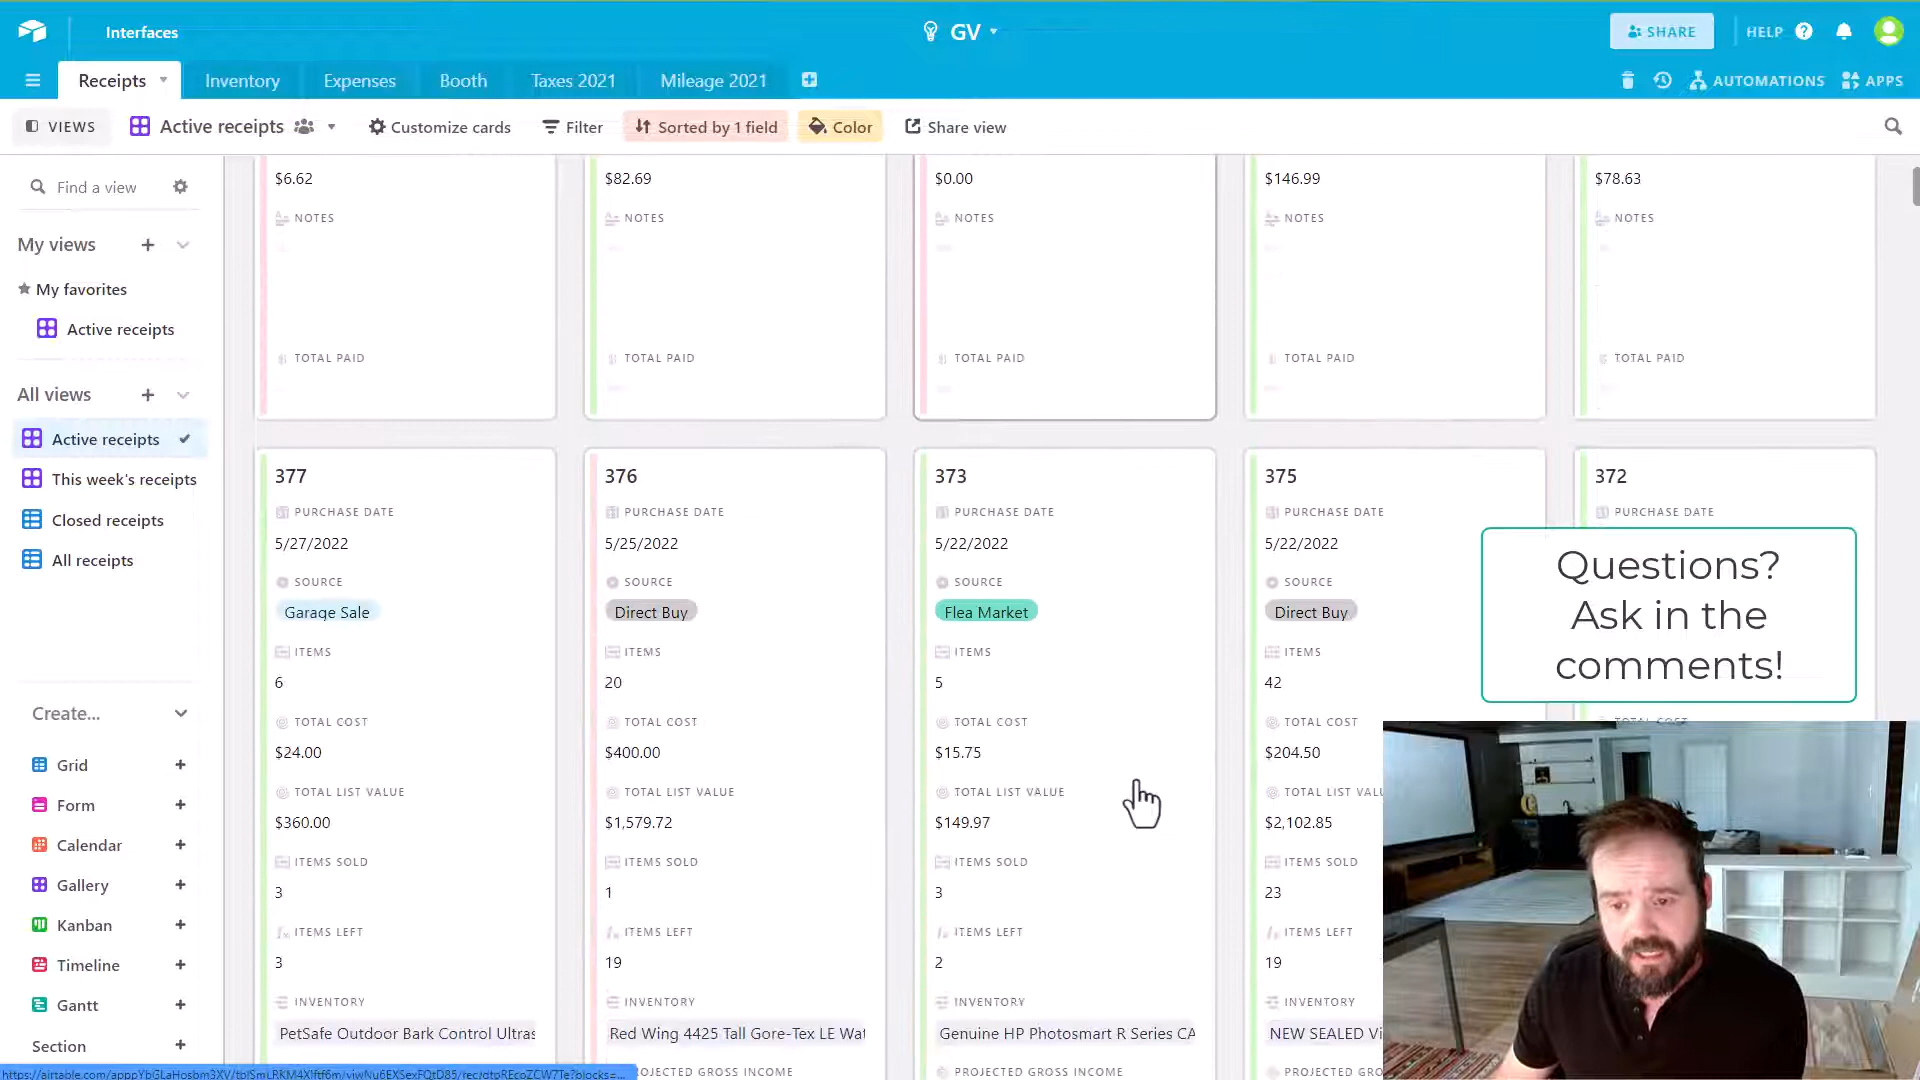 Interfaces
GV
SHARE
HELP
Receipts
Inventory
Expenses
Booth
Taxes 2021
Mileage 2021
AUTOMATIONS
APPS
VIEWS
Active receipts
Customize cards
Filter
Sorted by 1 field
Color
Share view
Find a view
My views
My favorites
Active receipts
All views
Active receipts
This week's receipts
Closed receipts
All receipts
Create...
Grid
Form
Calendar
Gallery
Kanban
Timeline
Gantt
Section
$6.62
NOTES
TOTAL PAID
$82.69
NOTES
TOTAL PAID
$0.00
NOTES
TOTAL PAID
$146.99
NOTES
TOTAL PAID
$78.63
NOTES
TOTAL PAID
377
PURCHASE DATE
5/27/2022
SOURCE
Garage Sale
ITEMS
6
TOTAL COST
$24.00
TOTAL LIST VALUE
$360.00
ITEMS SOLD
3
ITEMS LEFT
3
INVENTORY
PetSafe Outdoor Bark Control Ultras
376
PURCHASE DATE
5/25/2022
SOURCE
Direct Buy
ITEMS
20
TOTAL COST
$400.00
TOTAL LIST VALUE
$1,579.72
ITEMS SOLD
1
ITEMS LEFT
19
INVENTORY
Red Wing 4425 Tall Gore-Tex LE Wat
OJECTED GROSS INCOME
373
PURCHASE DATE
5/22/2022
SOURCE
Flea Market
ITEMS
5
TOTAL COST
$15.75
TOTAL LIST VALUE
$149.97
ITEMS SOLD
3
ITEMS LEFT
2
INVENTORY
Genuine HP Photosmart R Series CA
PROJECTED GROSS INCOME
375
PURCHASE DATE
5/22/2022
SOURCE
Direct Buy
ITEMS
42
TOTAL COST
$204.50
TOTAL LIST VALU
$2,102.85
ITEMS SOLD
23
ITEMS LEFT
19
INVENTORY
NEW SEALED Vi
PROJECTED GR
372
PURCHASE DATE
Questions?
Ask in the
comments!